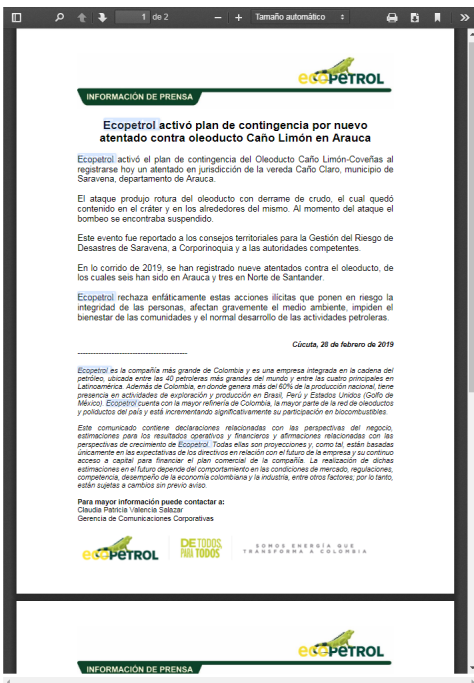 1 de 2
Tamaño automático
ecoPETROL
INFORMACIÓN DE PRENSA
Ecopetrol activó plan de contingencia por nuevo
atentado contra oleoducto Caño Limón en Arauca
Ecopetrol activó el plan de contingencia del Oleoducto Caño Limón-Coveñas al
registrarse hoy un atentado en jurisdicción de la vereda Caño Claro, municipio de
Saravena, departamento de Arauca.
El ataque produjo rotura del oleoducto con derrame de crudo, el cual quedó
contenido en el cráter y en los alrededores del mismo. Al momento del ataque el
bombeo se encontraba suspendido.
Este evento fue reportado a los consejos territoriales para la Gestión del Riesgo de
Desastres de Saravena, a Corporinoquia y a las autoridades competentes.
En lo corrido de 2019, se han registrado nueve atentados contra el oleoducto, de
los cuales seis han sido en Arauca y tres en Norte de Santander.
Ecopetrol rechaza enfáticamente estas acciones ilícitas que ponen en riesgo la
integridad de las personas, afectan gravemente el medio ambiente, impiden el
bienestar de las comunidades y el normal desarrollo de las actividades petroleras.
Cúcuta, 28 de febrero de 2019
----------------------------------------
Ecopetrol es la compañía más grande de Colombia y es una empresa integrada en la cadena del
petróleo, ubicada entre las 40 petroleras más grandes del mundo y entre las cuatro principales en
Latinoamérica. Además de Colombia, en donde genera más del 60% de la producción nacional, tiene
presencia en actividades de exploración y producción en Brasil, Perú y Estados Unidos (Golfo de
México). Ecopetrol cuenta con la mayor refinería de Colombia, la mayor parte de la red de oleoductos
y poliductos del país y está incrementando significativamente su participación en biocombustibles.
Este comunicado contiene declaraciones relacionadas con las perspectivas del negocio,
estimaciones para los resultados operativos y financieros y afirmaciones relacionadas con las
perspectivas de crecimiento de Ecopetrol. Todas ellas son proyecciones y, como tal, están basadas
únicamente en las expectativas de los directivos en relación con el futuro de la empresa y su continuo
acceso a capital para financiar el plan comercial de la compañía. La realización de dichas
estimaciones en el futuro depende del comportamiento en las condiciones de mercado, regulaciones,
competencia, desempeño de la economía colombiana y la industria, entre otros factores, por lo tanto,
están sujetas a cambios sin previo aviso.
Para mayor información puede contactar a:
Claudia Patricia Valencia Salazar
Gerencia de Comunicaciones Corporativas
ecoPETROL
DE TODOS,
PARA TODOS
SOMOS ENERGÍA QUE
TRANSFORMA A COLOMBIA
ecoPETROL
INFORMACIÓN DE PRENSA